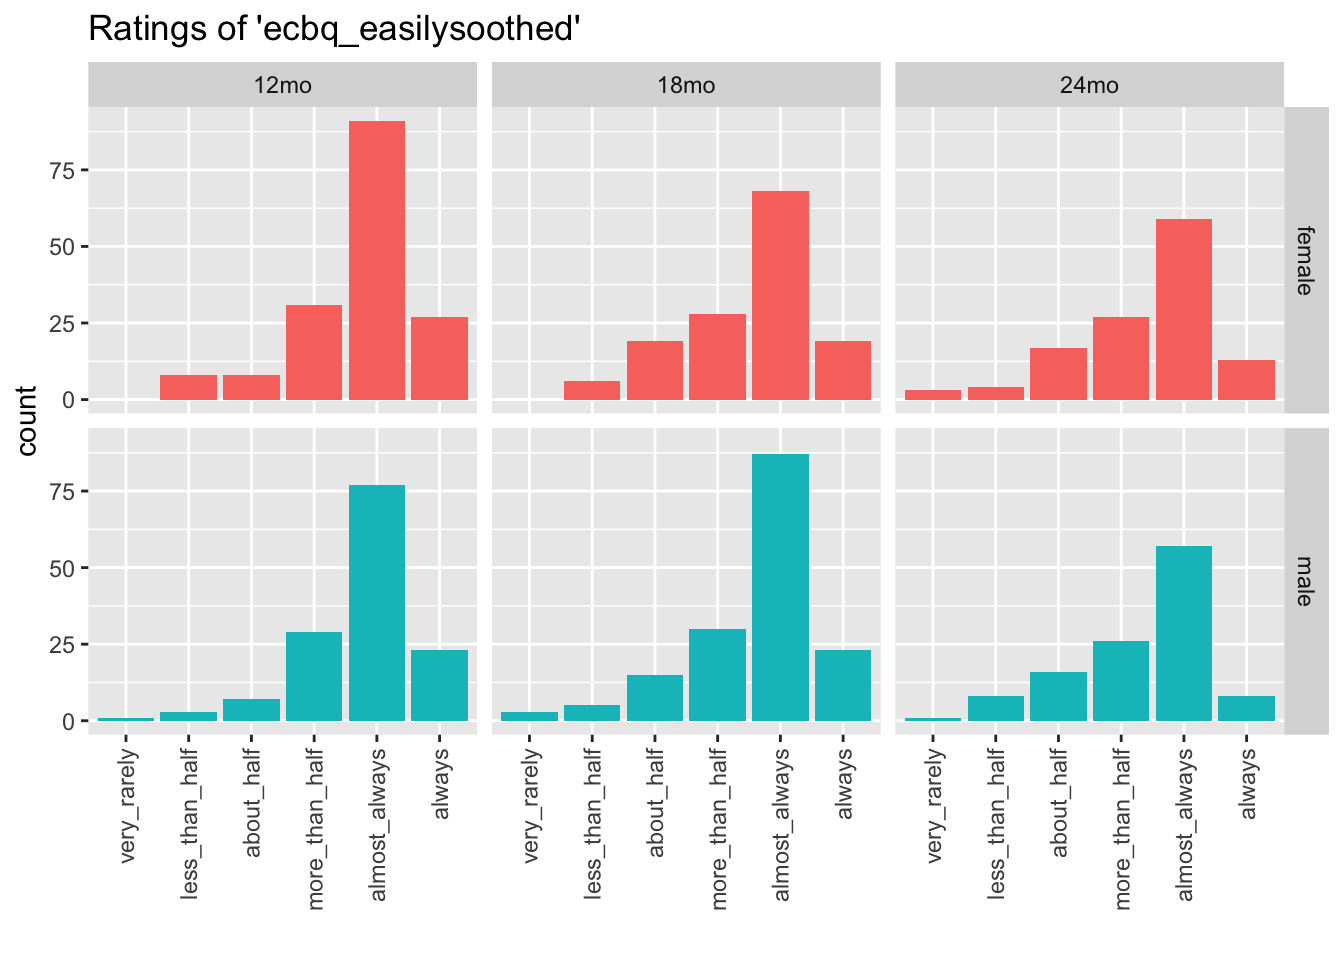 Ratings of 'ecbq_easilysoothed'
12mo 18mo 24mo
75
50
25
0
female
count
75
50
25
0
male
very_rarely
less_than_half
about_half
more_than_half
almost_always
always
very_rarely
less_than_half
about_half
more_than_half
almost_always
always
very_rarely
less_than_half
about_half
more_than_half
almost_always
always